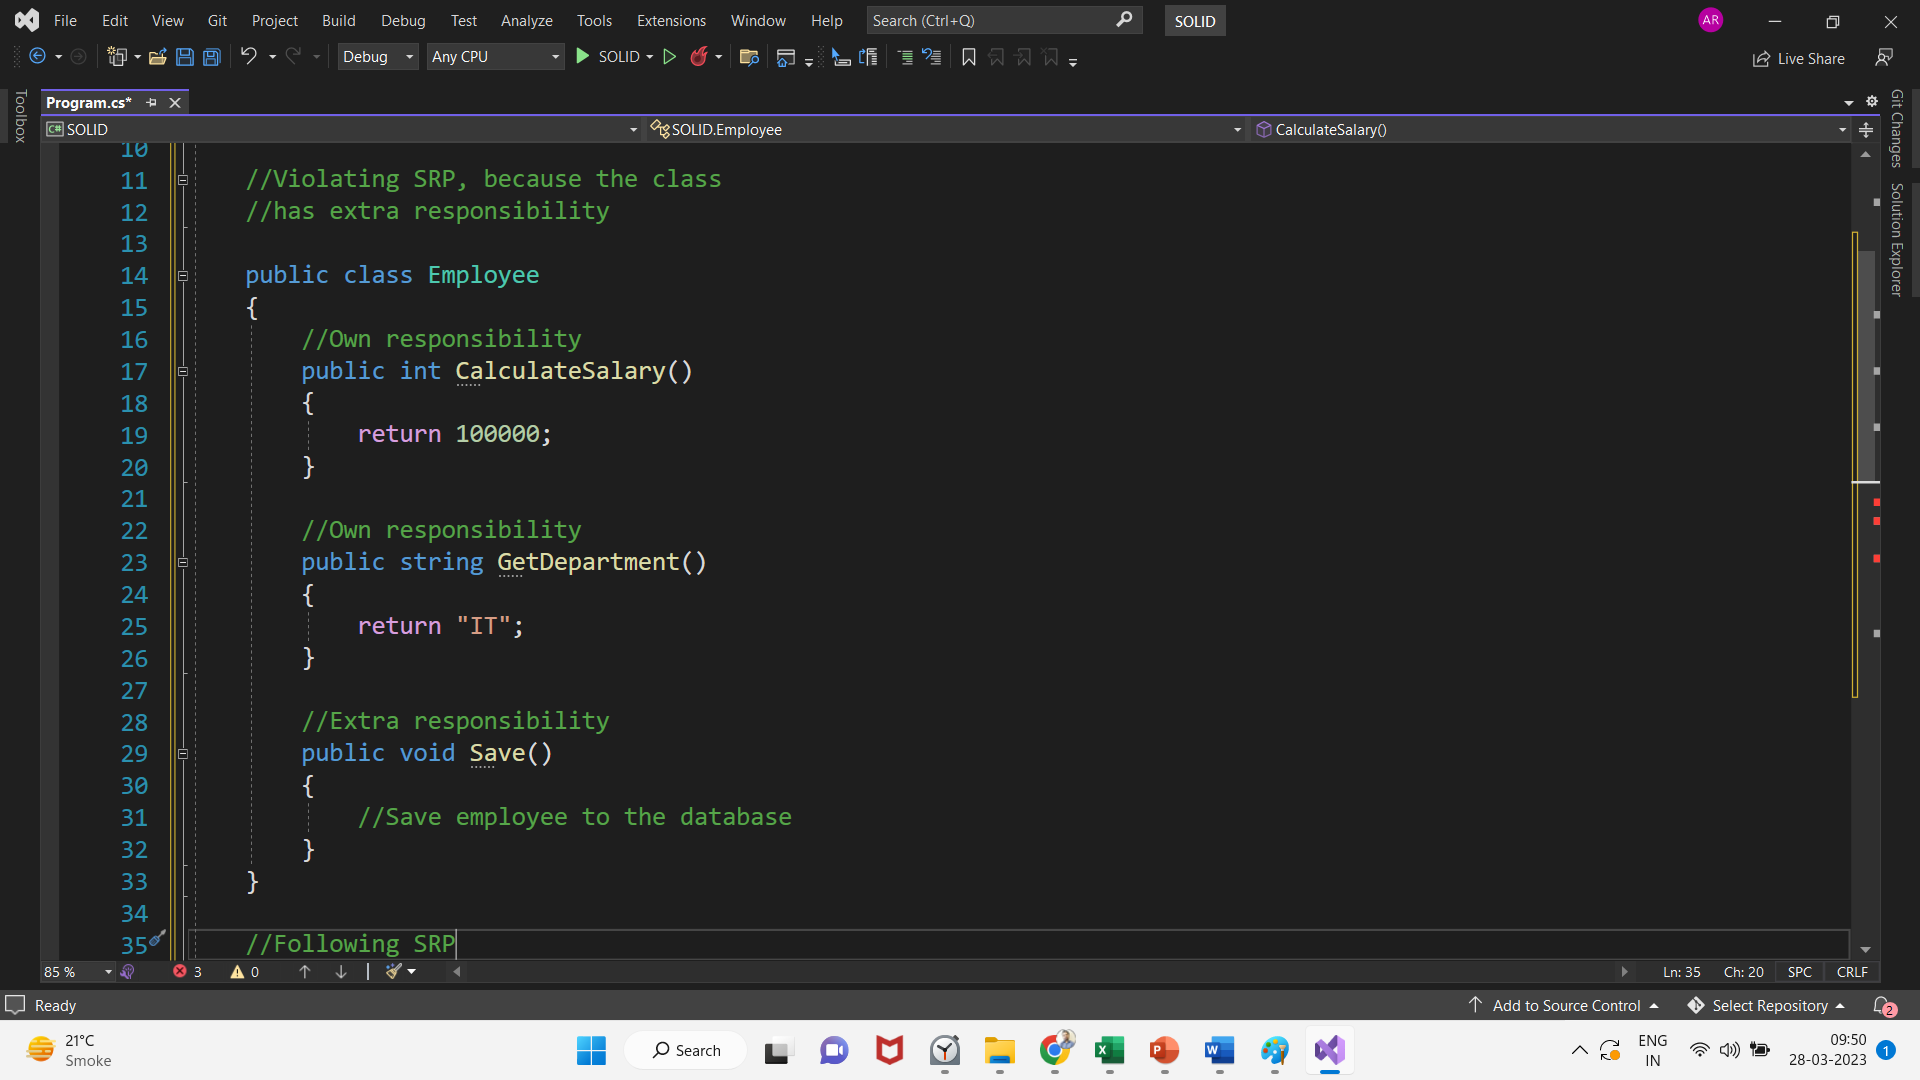 File Edit View Git Project Build Debug Test Analyze Tools Extensions Window Help Search (Ctrl+Q) SOLID AR
Debug Any CPU SOLID Live Share
Toolbox
Program.cs*
SOLID SOLID.Employee CalculateSalary()
Git Changes
Solution Explorer
10
11 //Violating SRP, because the class
12 //has extra responsibility
13
14 public class Employee
15 {
16 //Own responsibility
17 public int CalculateSalary()
18 {
19 return 100000;
20 }
21
22 //Own responsibility
23 public string GetDepartment()
24 {
25 return "IT";
26 }
27
28 //Extra responsibility
29 public void Save()
30 {
31 //Save employee to the database
32 }
33 }
34
35 //Following SRP
85 % 3 0 Ln: 35 Ch: 20 SPC CRLF
Ready Add to Source Control Select Repository 2
21°C
Smoke
Search
ENG
IN
09:50
28-03-2023
1